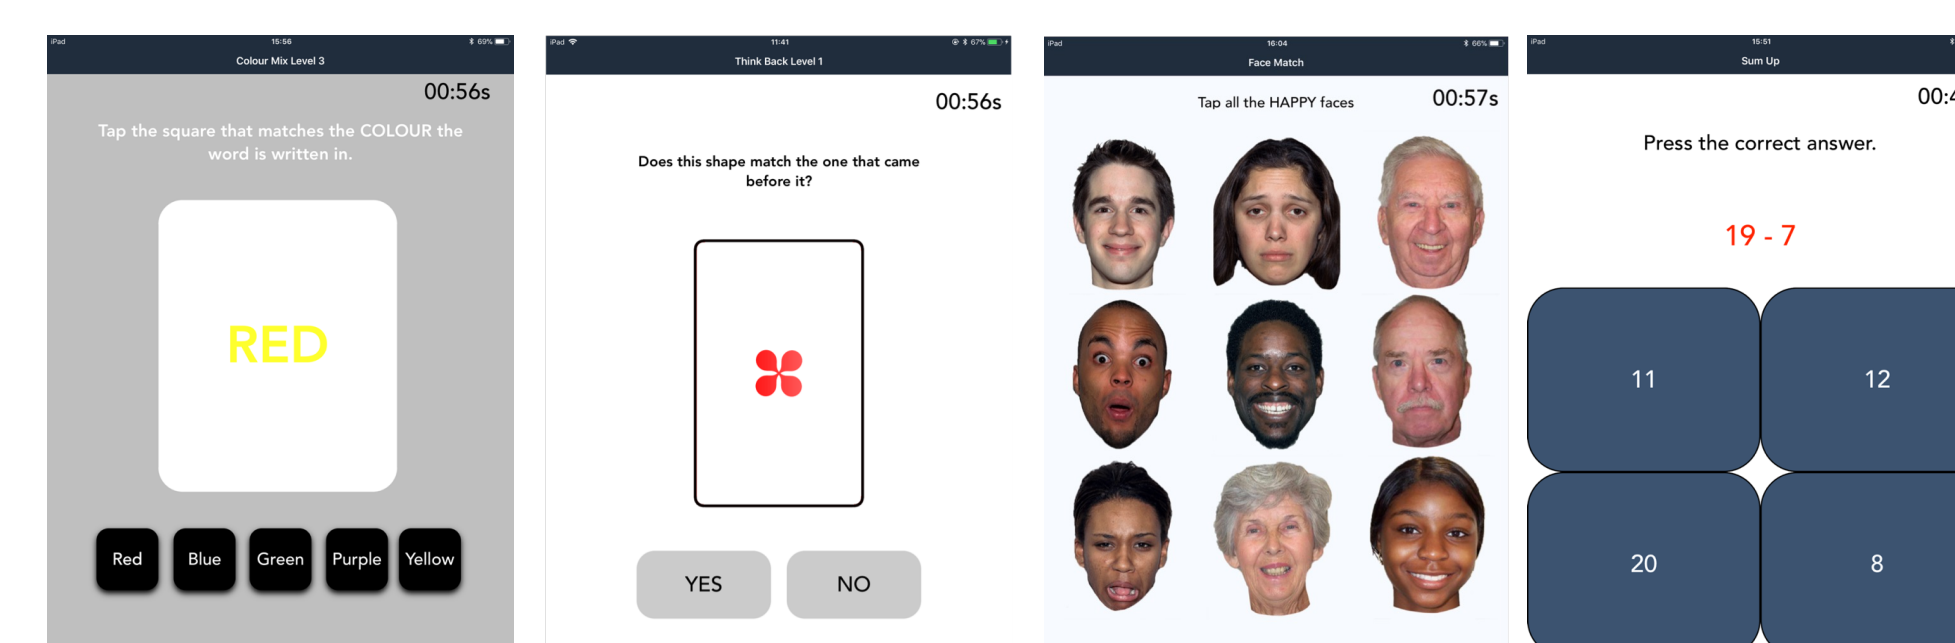 iPad 15:56 69%
Colour Mix Level 3
00:56s
Tap the square that matches the COLOUR the
word is written in.
RED
Red Blue Green Purple Yellow
iPad 11:41 67%
Think Back Level 1
00:56s
Does this shape match the one that came
before it?
YES NO
iPad 16:04 66%
Face Match
Tap all the HAPPY faces 00:57s
iPad 15:51
Sum Up
00:4
Press the correct answer.
19 - 7
11 12
20 8